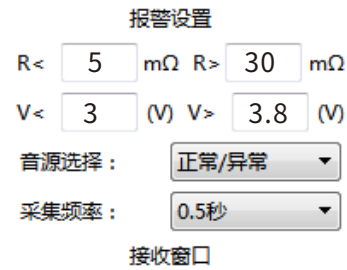 报警设置
R< 5 mΩ R> 30 mΩ
V< 3 (V) V> 3.8 (V)
音源选择： 正常/异常
采集频率： 0.5秒
接收窗口